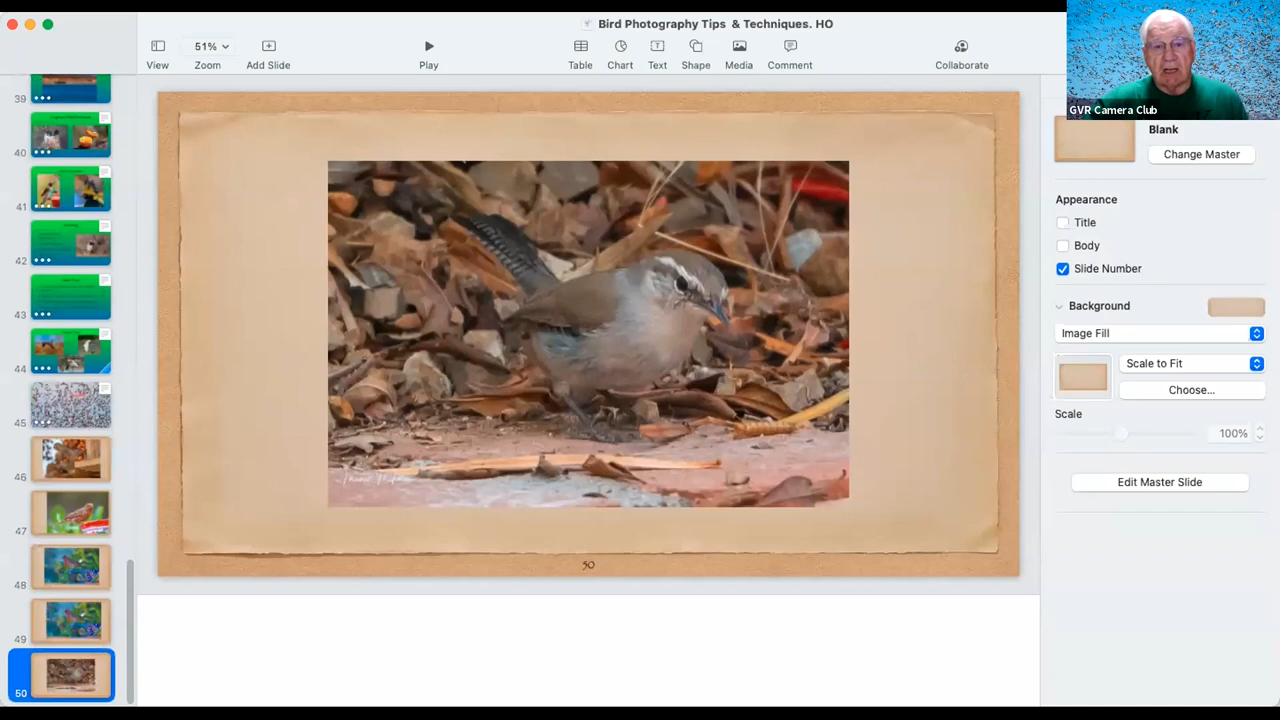 Bird Photography Tips & Techniques. HO
View
51%
Zoom
Add Slide
Play
Table
Chart
Text
Shape
Media
Comment
Collaborate
GVR Camera Club
39
40
41
42
43
44
45
46
47
48
49
50
50
Blank
Change Master
Appearance
Title
Body
Slide Number
Background
Image Fill
Scale to Fit
Choose...
Scale
100%
Edit Master Slide